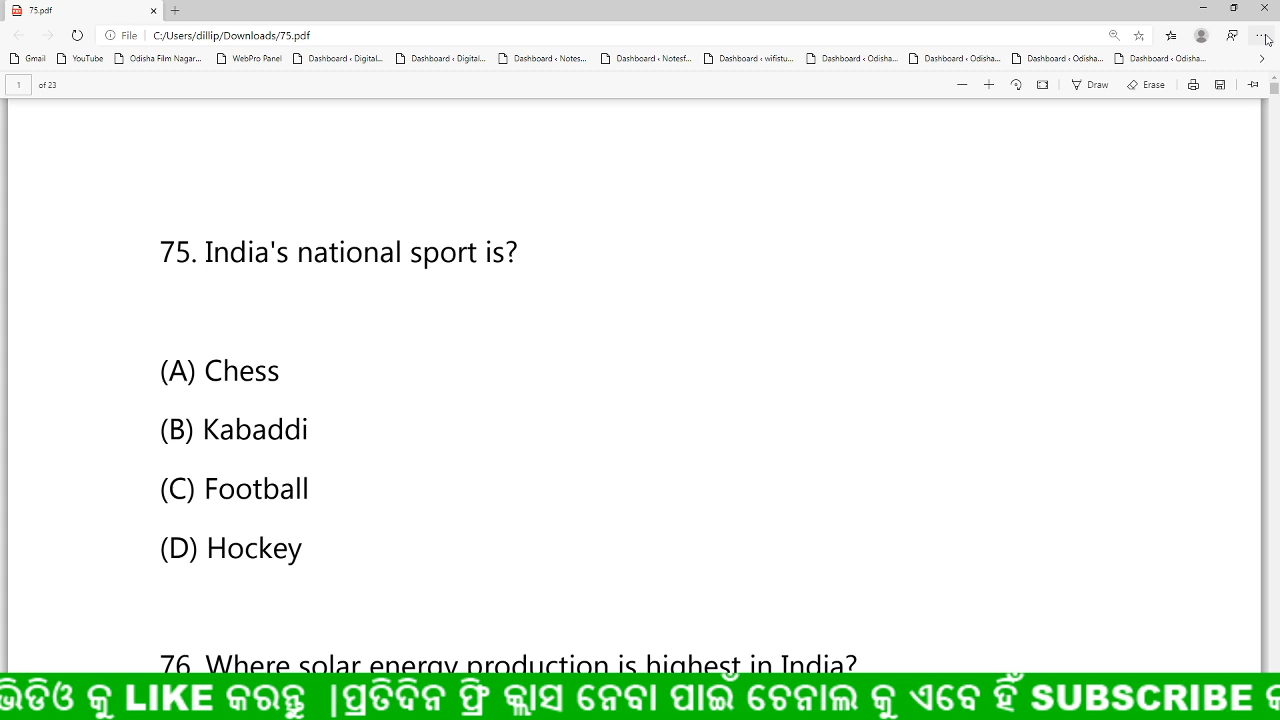 75.pdf
File
C:/Users/dillip/Downloads/75.pdf
Gmail YouTube Odisha Film Nagar... WebPro Panel Dashboard ‹ Digital... Dashboard ‹ Digital... Dashboard ‹ Notes... Dashboard ‹ Notesf... Dashboard ‹ wifistu... Dashboard ‹ Odisha... Dashboard ‹ Odisha... Dashboard ‹ Odisha... Dashboard ‹ Odisha...
1 of 23 Draw Erase
75. India's national sport is?
(A) Chess
(B) Kabaddi
(C) Football
(D) Hockey
76. Where solar energy production is highest in India?
ଭିଡିଓ କୁ LIKE କରନ୍ତୁ |ପ୍ରତିଦିନ ଫ୍ରି କ୍ଲାସ ନେବା ପାଇଁ ଚେନାଲ କୁ ଏବେ ହିଁ SUBSCRIBE